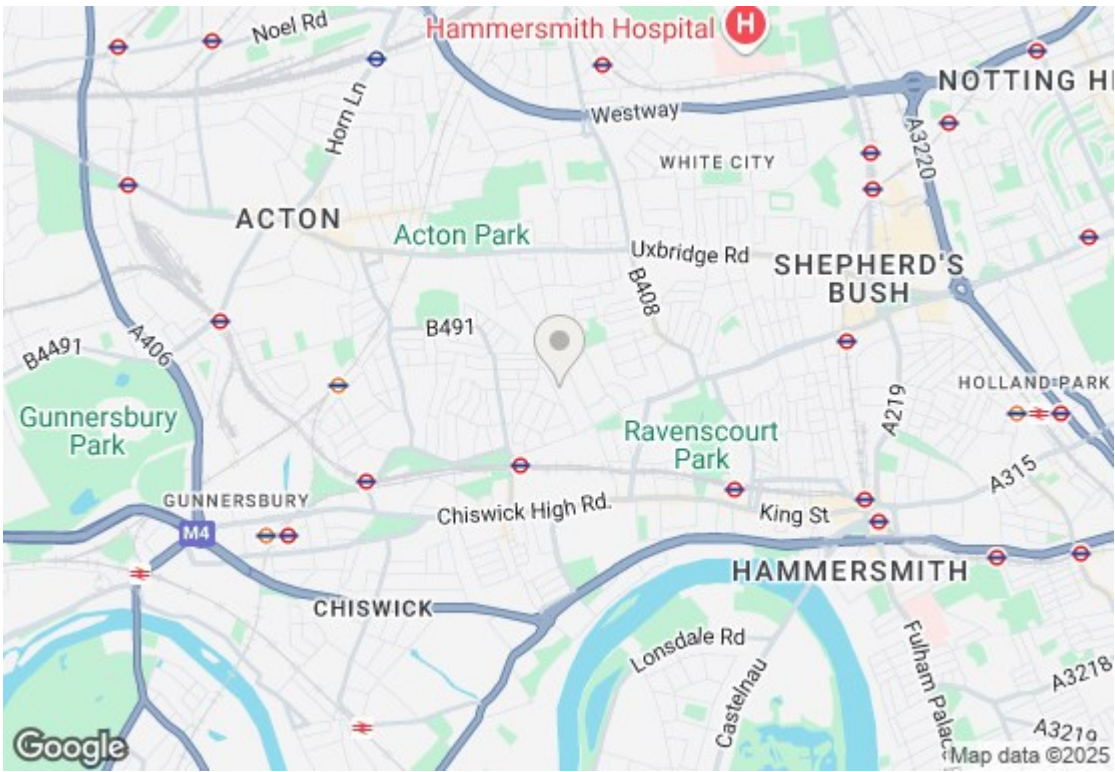 Noel Rd
Hammersmith Hospital
H
Horn Ln
Westway
NOTTING HI
A3220
WHITE CITY
ACTON
Acton Park
Uxbridge Rd
SHEPHERD'S
BUSH
B408
B491
A406
B4491
HOLLAND PARK
A219
Gunnersbury
Park
Ravenscourt
Park
A315
GUNNERSBURY
Chiswick High Rd.
King St
M4
HAMMERSMITH
CHISWICK
Lonsdale Rd
Castelnau
Fulham Palac
A3218
A3219
Google
Map data ©2025